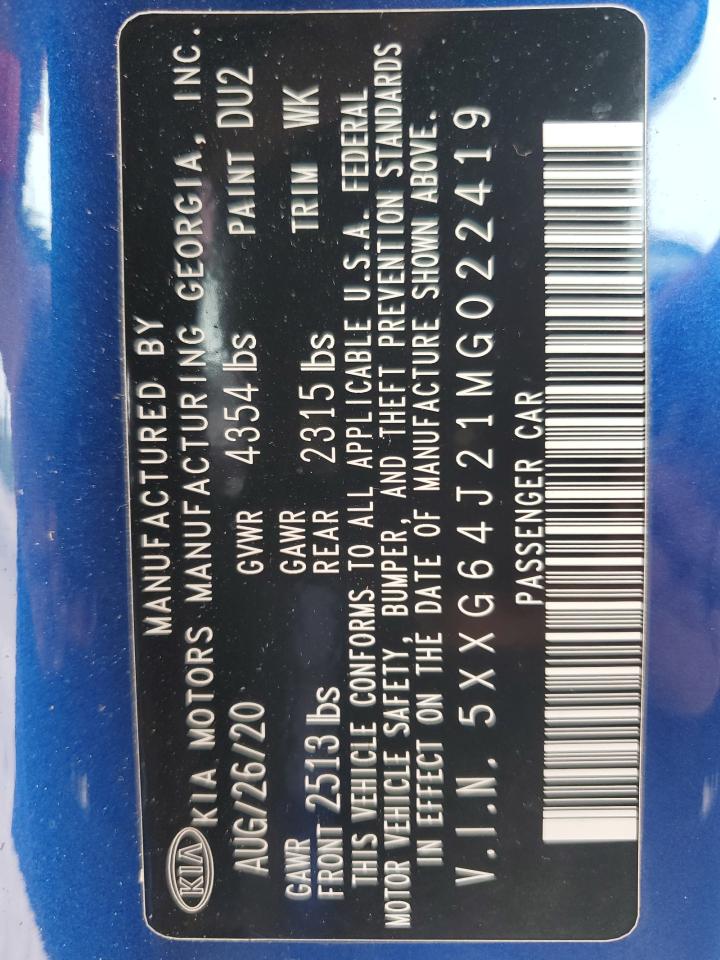 MANUFACTURED BY
KIA KIA MOTORS MANUFACTURING GEORGIA, INC.
AUG/26/20 GVWR 4354 lbs PAINT DU2
GAWR FRONT 2513 lbs GAWR REAR 2315 lbs TRIM WK
THIS VEHICLE CONFORMS TO ALL APPLICABLE U.S.A. FEDERAL
MOTOR VEHICLE SAFETY, BUMPER, AND THEFT PREVENTION STANDARDS
IN EFFECT ON THE DATE OF MANUFACTURE SHOWN ABOVE.
V.I.N. 5XXG64J21MG022419
PASSENGER CAR